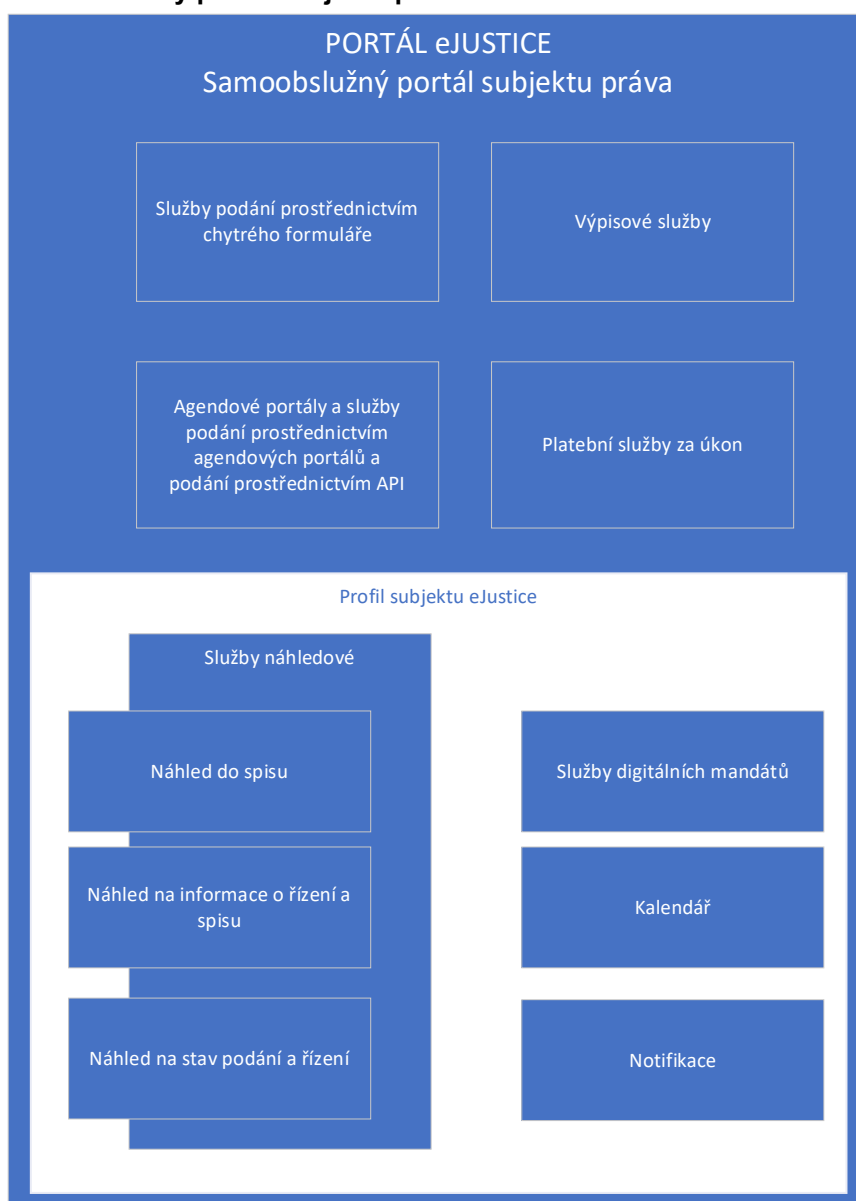 PORTÁL eJUSTICE
Samoobslužný portál subjektu práva
Služby podání prostřednictvím
chytrého formuláře
Výpisové služby
Agendové portály a služby
podání prostřednictvím
agendových portálů a
podání prostřednictvím API
Platební služby za úkon
Profil subjektu eJustice
Služby náhledové
Náhled do spisu
Služby digitálních mandátů
Náhled na informace o řízení a
spisu
Kalendář
Náhled na stav podání a řízení
Notifikace